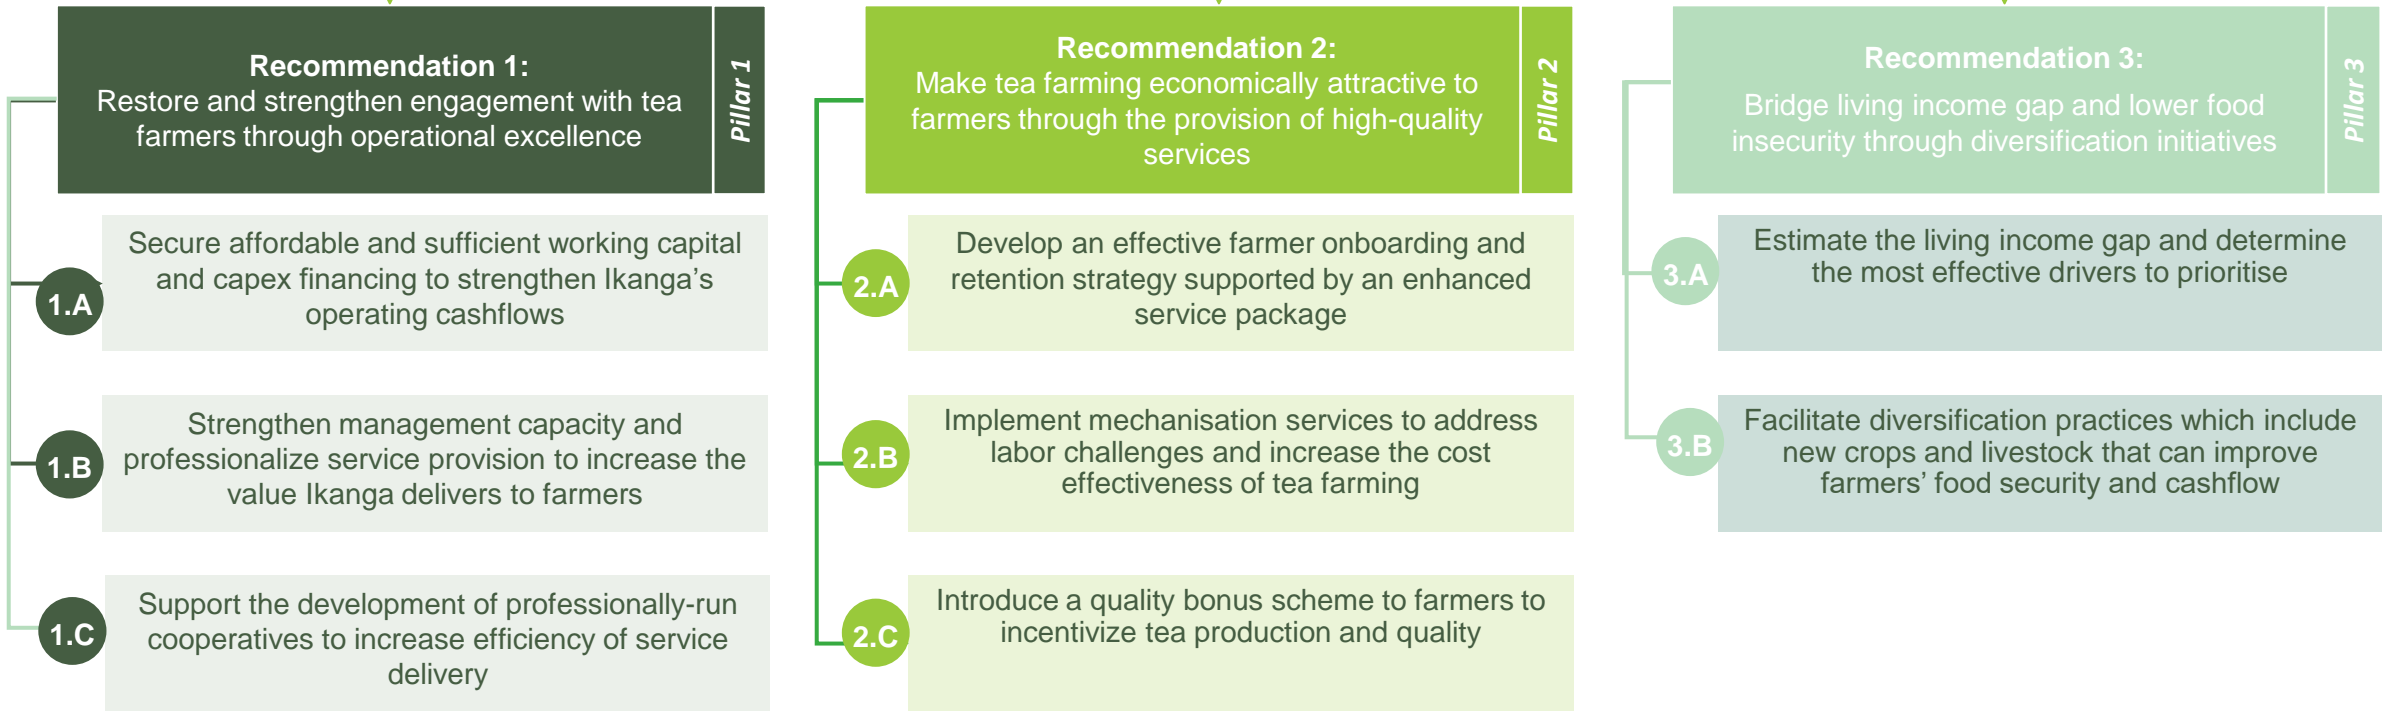 Recommendation 1:
Restore and strengthen engagement with tea
farmers through operational excellence
Pillar 1
1.A
Secure affordable and sufficient working capital
and capex financing to strengthen Ikanga’s
operating cashflows
1.B
Strengthen management capacity and
professionalize service provision to increase the
value Ikanga delivers to farmers
1.C
Support the development of professionally-run
cooperatives to increase efficiency of service
delivery
Recommendation 2:
Make tea farming economically attractive to
farmers through the provision of high-quality
services
Pillar 2
2.A
Develop an effective farmer onboarding and
retention strategy supported by an enhanced
service package
2.B
Implement mechanisation services to address
labor challenges and increase the cost
effectiveness of tea farming
2.C
Introduce a quality bonus scheme to farmers to
incentivize tea production and quality
Recommendation 3:
Bridge living income gap and lower food
insecurity through diversification initiatives
Pillar 3
3.A
Estimate the living income gap and determine
the most effective drivers to prioritise
3.B
Facilitate diversification practices which include
new crops and livestock that can improve
farmers’ food security and cashflow